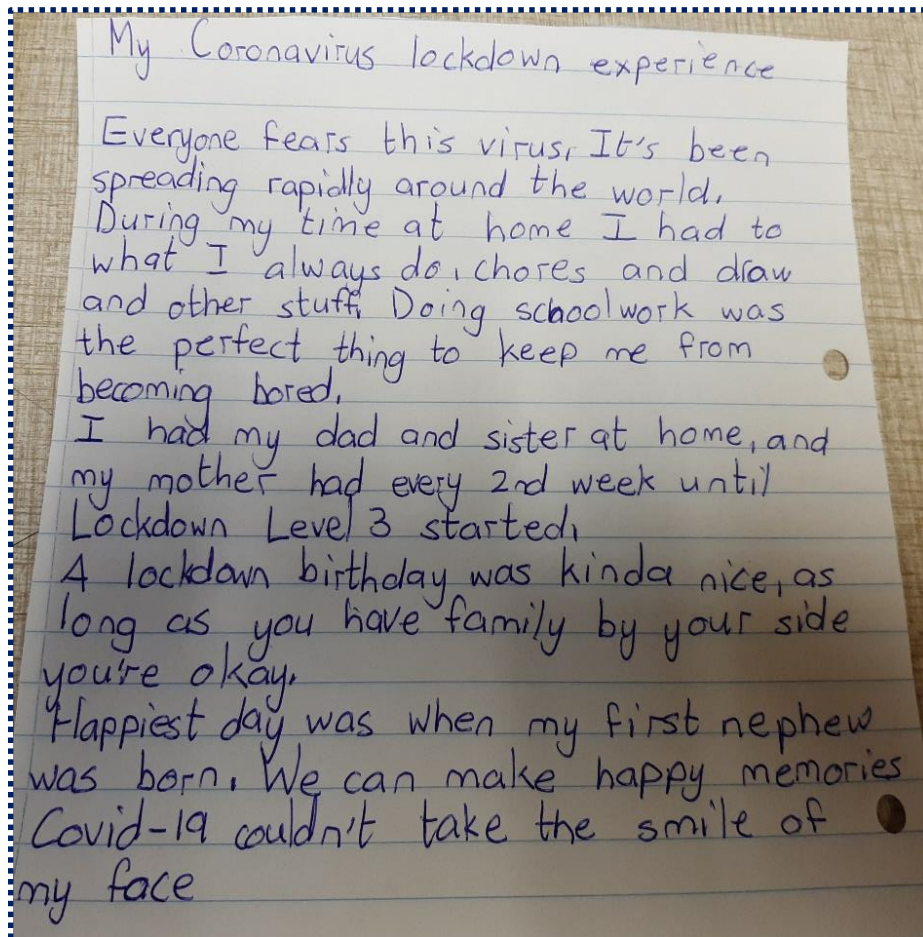 My Coronavirus lockdown experience
Everyone fears this virus, It's been
spreading rapidly around the world.
During my time at home I had to
what I always do, chores and draw
and other stuff. Doing schoolwork was
the perfect thing to keep me from
becoming bored.
I had my dad and sister at home, and
my mother had every 2nd week until
Lockdown Level 3 started,
A lockdown birthday was kinda nice, as
long as you have family by your side
you're okay.
Happiest day was when my first nephew
was born. We can make happy memories
Covid-19 couldn't take the smile of
my face